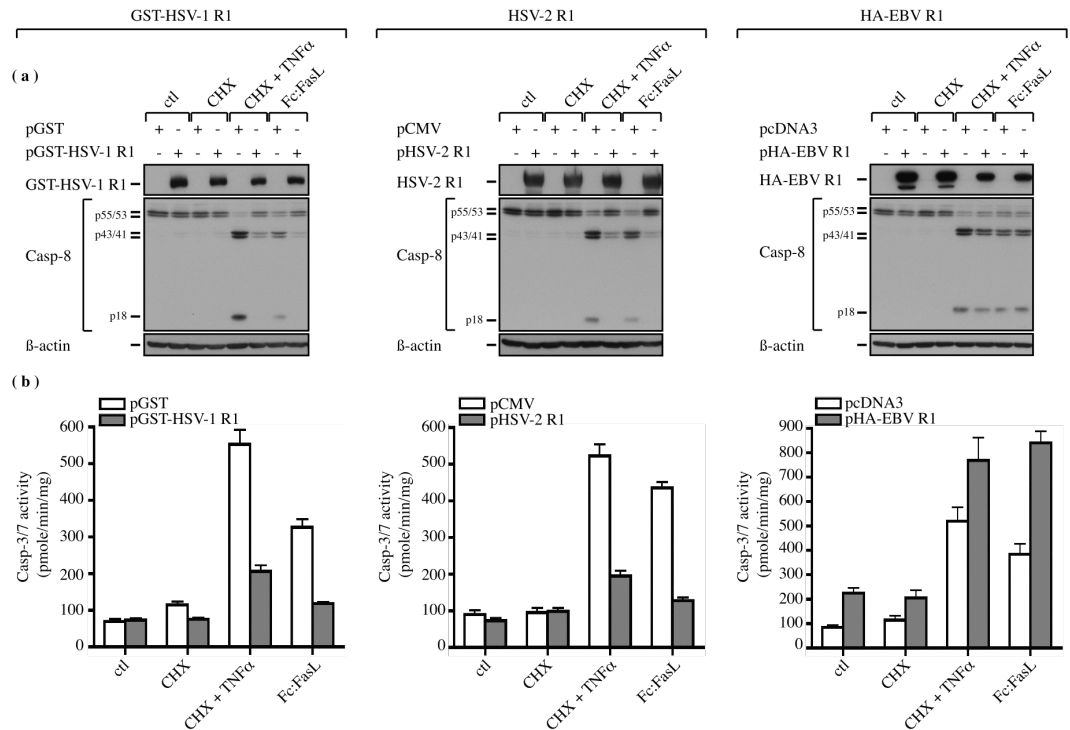 GST-HSV-1 R1
HSV-2 R1
HA-EBV R1
( a )
ctl
CHX
CHX + TNFα
Fc:FasL
pGST + - + - + - + -
pGST-HSV-1 R1 - + - + - + - +
GST-HSV-1 R1
p55/53
p43/41
Casp-8
p18
ß-actin
ctl
CHX
CHX + TNFα
Fc:FasL
pCMV + - + - + - + -
pHSV-2 R1 - + - + - + - +
HSV-2 R1
p55/53
p43/41
Casp-8
p18
ß-actin
ctl
CHX
CHX + TNFα
Fc:FasL
pcDNA3 + - + - + - + -
pHA-EBV R1 - + - + - + - +
HA-EBV R1
p55/53
p43/41
Casp-8
p18
ß-actin
( b )
pGST
pGST-HSV-1 R1
Casp-3/7 activity
(pmole/min/mg)
600
500
400
300
200
100
0
ctl
CHX
CHX + TNFα
Fc:FasL
pCMV
pHSV-2 R1
Casp-3/7 activity
(pmole/min/mg)
600
500
400
300
200
100
0
ctl
CHX
CHX + TNFα
Fc:FasL
pcDNA3
pHA-EBV R1
Casp-3/7 activity
(pmole/min/mg)
900
800
700
600
500
400
300
200
100
0
ctl
CHX
CHX + TNFα
Fc:FasL